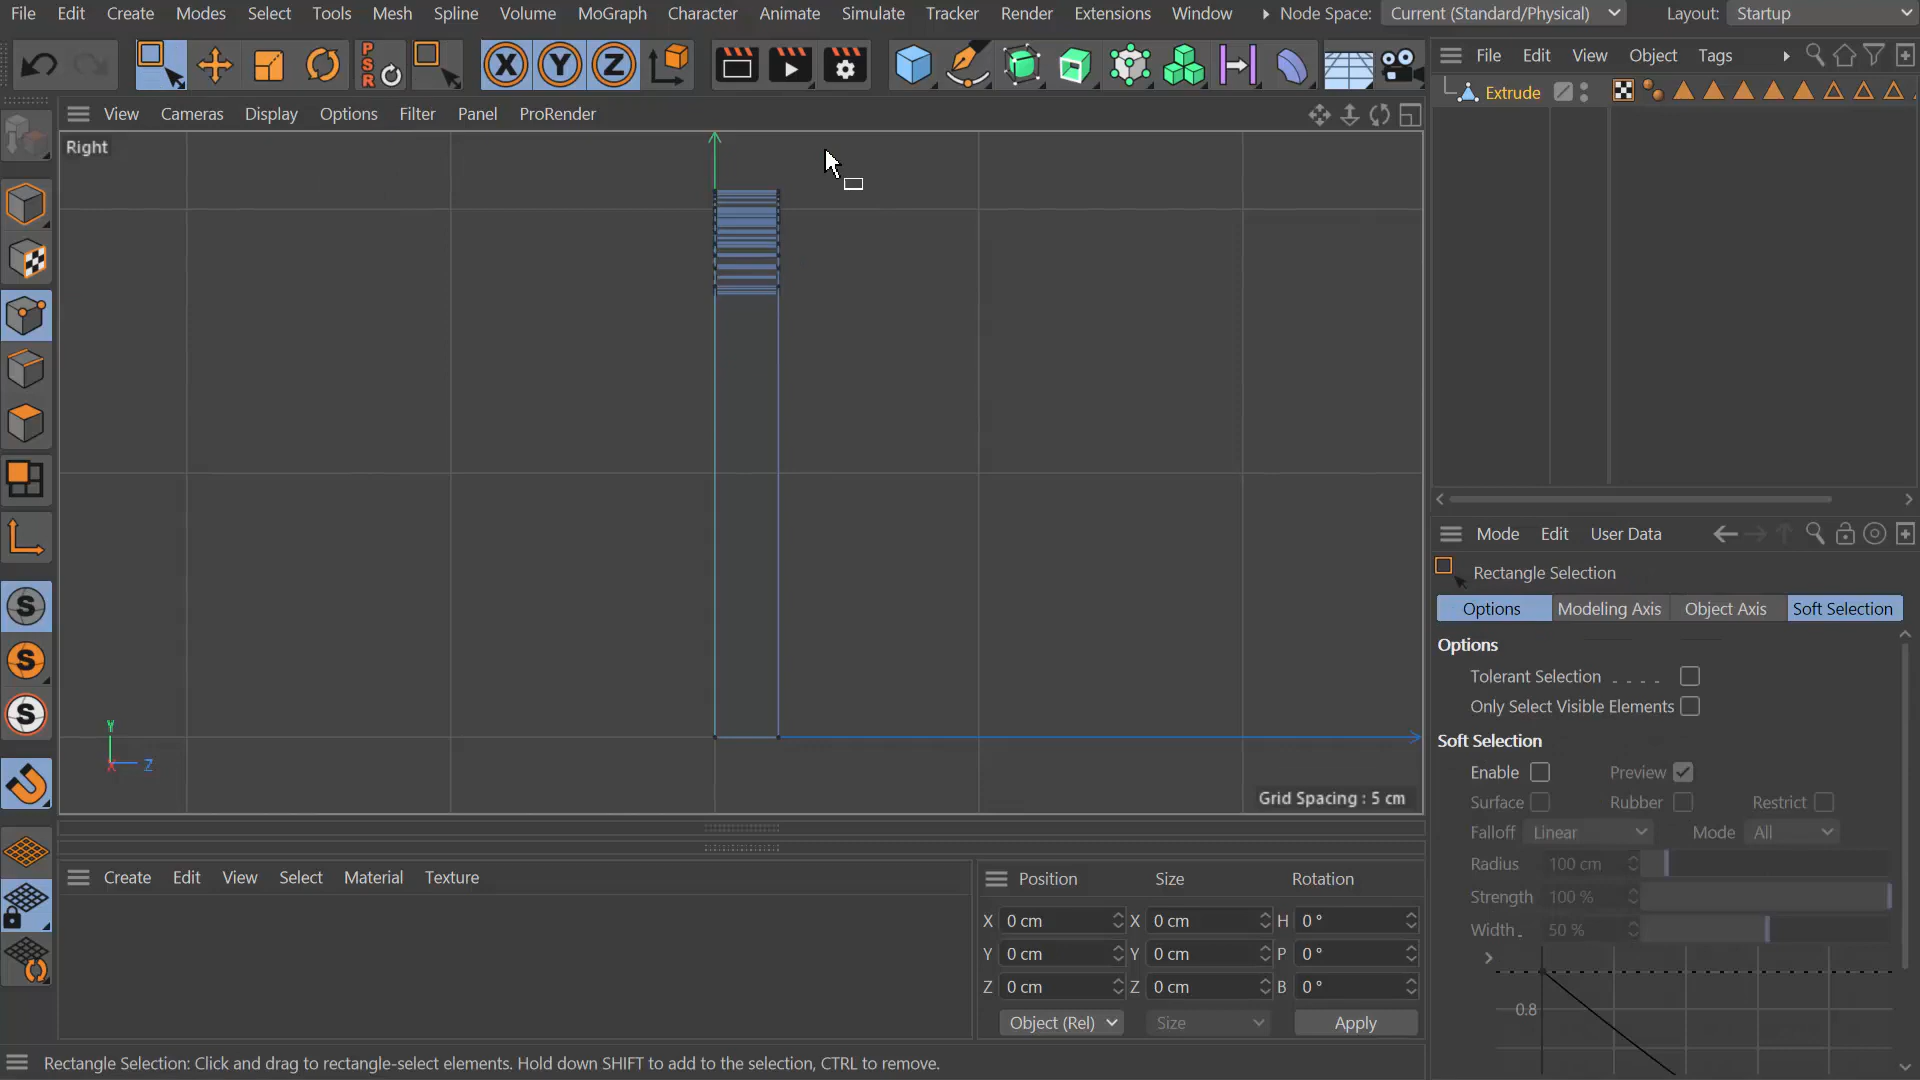 File Edit Create Modes Select Tools Mesh Spline Volume MoGraph Character Animate Simulate Tracker Render Extensions Window Node Space: Current (Standard/Physical) Layout: Startup
P S R X Y Z
File Edit View Object Tags
Extrude
View Cameras Display Options Filter Panel ProRender
Right
S
S
S
Y
X Z
Grid Spacing : 5 cm
Mode Edit User Data
Rectangle Selection
Options Modeling Axis Object Axis Soft Selection
Options
Tolerant Selection
Only Select Visible Elements
Soft Selection
Enable Preview
Surface Rubber Restrict
Falloff Linear Mode All
Radius 100 cm
Strength 100 %
Width 50 %
0.8
Create Edit View Select Material Texture
Position Size Rotation
X 0 cm X 0 cm H 0 °
Y 0 cm Y 0 cm P 0 °
Z 0 cm Z 0 cm B 0 °
Object (Rel) Size Apply
Rectangle Selection: Click and drag to rectangle-select elements. Hold down SHIFT to add to the selection, CTRL to remove.